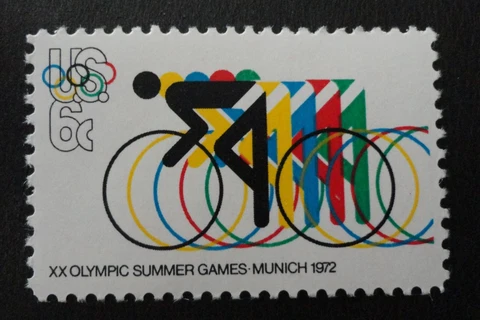 US
6c
XX OLYMPIC SUMMER GAMES·MUNICH 1972